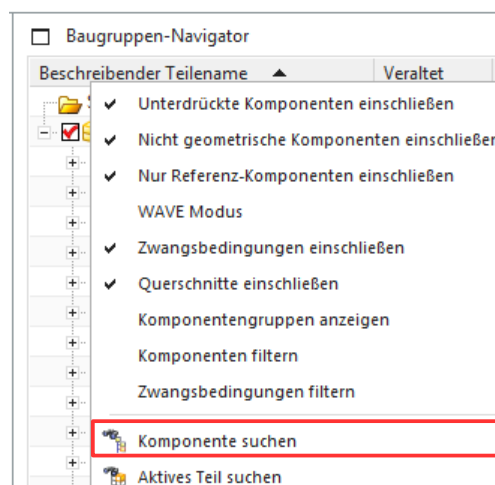 Baugruppen-Navigator
Beschreibender Teilename Veraltet
Unterdrückte Komponenten einschließen
Nicht geometrische Komponenten einschließen
Nur Referenz-Komponenten einschließen
WAVE Modus
Zwangsbedingungen einschließen
Querschnitte einschließen
Komponentengruppen anzeigen
Komponenten filtern
Zwangsbedingungen filtern
Komponente suchen
Aktives Teil suchen